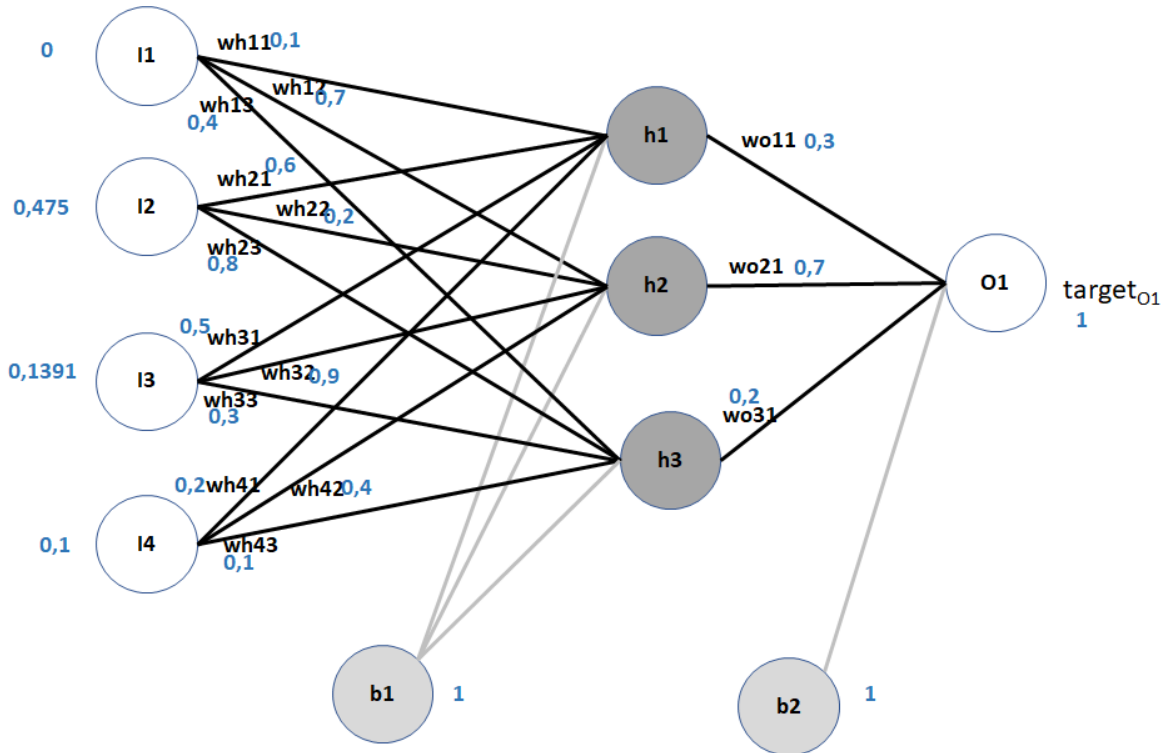 0
I1
wh11 0,1
wh12
0,7
wh13
0,4
h1
wo11 0,3
0,475
I2
wh21
0,6
wh22
0,2
wh23
0,8
h2
wo21 0,7
O1
targetO1
1
0,1391
I3
0,5
wh31
wh32
0,9
wh33
0,3
h3
0,2
wo31
0,1
I4
0,2 wh41
wh42 0,4
wh43
0,1
b1
1
b2
1